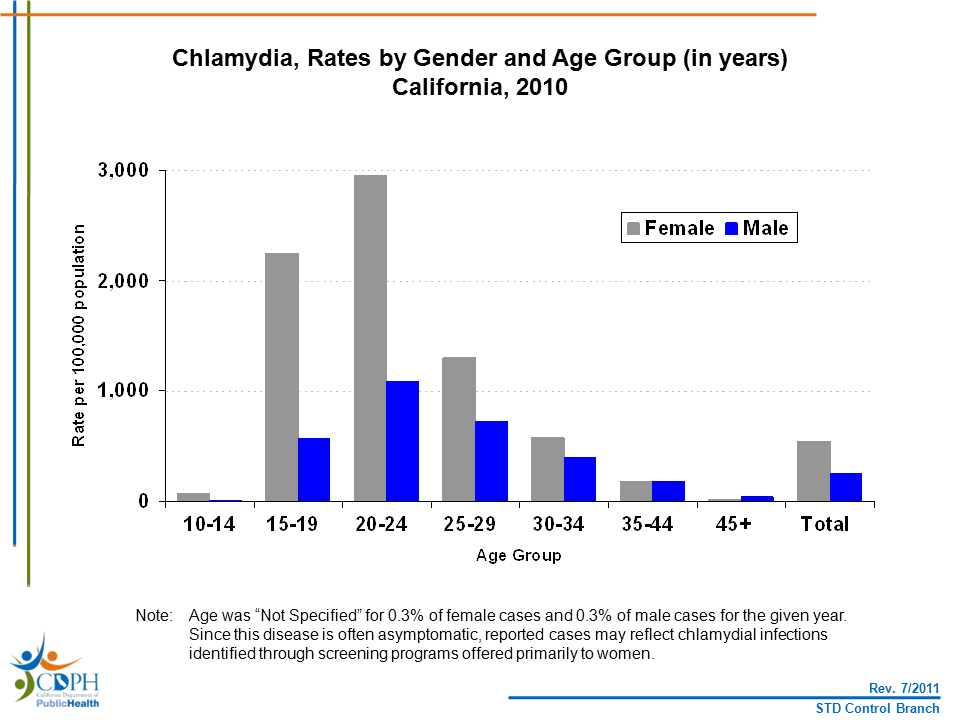 Chlamydia, Rates by Gender and Age Group (in years)
California, 2010
3,000
2,000
1,000
0
Rate per 100,000 population
Female Male
10-14 15-19 20-24 25-29 30-34 35-44 45+ Total
Age Group
Note: Age was “Not Specified” for 0.3% of female cases and 0.3% of male cases for the given year.
Since this disease is often asymptomatic, reported cases may reflect chlamydial infections
identified through screening programs offered primarily to women.
CDPH
California Department of
PublicHealth
Rev. 7/2011
STD Control Branch